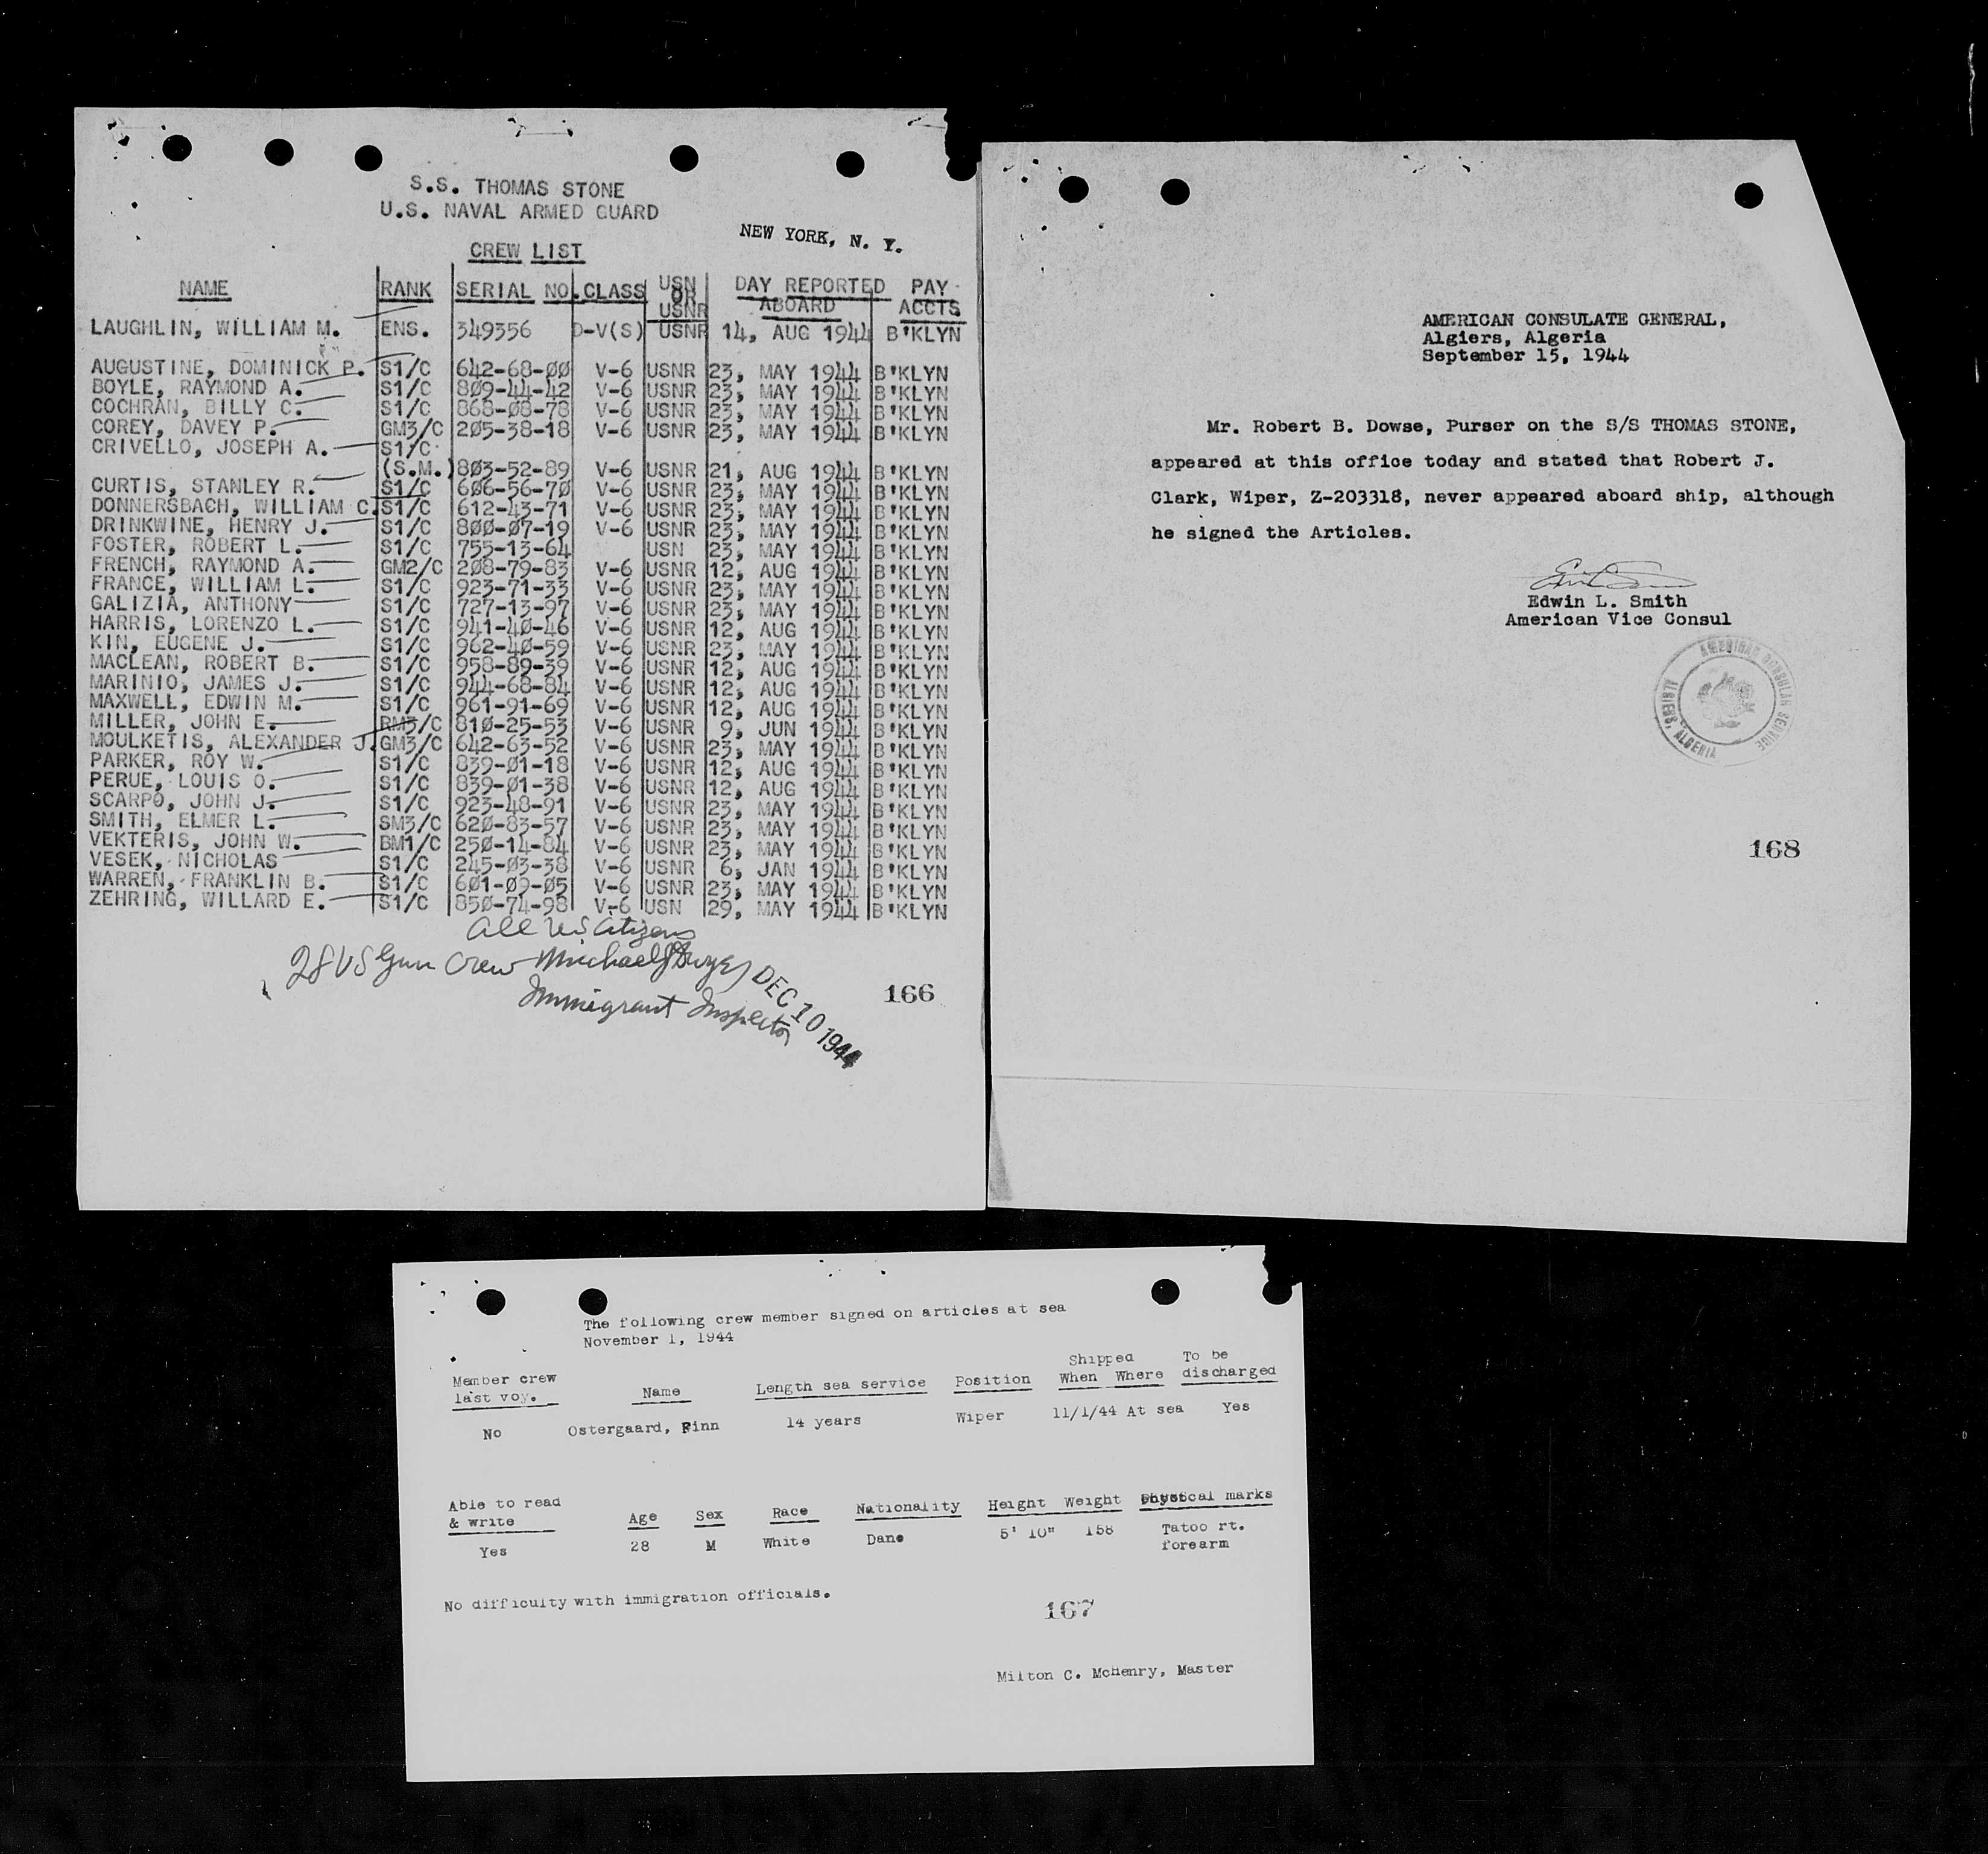 S.S. THOMAS STONE
U.S. NAVAL ARMED GUARD
NEW YORK, N. Y.
CREW LIST
NAME RANK SERIAL NO. CLASS USN OR USNR DAY REPORTED ABOARD PAY ACCTS
LAUGHLIN, WILLIAM M. ENS. 349356 D-V(S) USNR 14, AUG 1944 B'KLYN
AUGUSTINE, DOMINICK P. S1/C 642-68-00 V-6 USNR 23, MAY 1944 B'KLYN
BOYLE, RAYMOND A. S1/C 809-44-42 V-6 USNR 23, MAY 1944 B'KLYN
COCHRAN, BILLY C. S1/C 868-08-78 V-6 USNR 23, MAY 1944 B'KLYN
COREY, DAVEY P. GM3/C 205-38-18 V-6 USNR 23, MAY 1944 B'KLYN
CRIVELLO, JOSEPH A. S1/C
(S.M.) 803-52-89 V-6 USNR 21, AUG 1944 B'KLYN
CURTIS, STANLEY R. S1/C 606-56-70 V-6 USNR 23, MAY 1944 B'KLYN
DONNERSBACH, WILLIAM C. S1/C 612-43-71 V-6 USNR 23, MAY 1944 B'KLYN
DRINKWINE, HENRY J. S1/C 800-07-19 V-6 USNR 23, MAY 1944 B'KLYN
FOSTER, ROBERT L. S1/C 755-13-64 USN 23, MAY 1944 B'KLYN
FRENCH, RAYMOND A. GM2/C 208-79-83 V-6 USNR 12, AUG 1944 B'KLYN
FRANCE, WILLIAM L. S1/C 923-71-33 V-6 USNR 23, MAY 1944 B'KLYN
GALIZIA, ANTHONY S1/C 727-13-97 V-6 USNR 23, MAY 1944 B'KLYN
HARRIS, LORENZO L. S1/C 941-40-46 V-6 USNR 12, AUG 1944 B'KLYN
KIN, EUGENE J. S1/C 962-40-59 V-6 USNR 23, MAY 1944 B'KLYN
MACLEAN, ROBERT B. S1/C 958-89-39 V-6 USNR 12, AUG 1944 B'KLYN
MARINIO, JAMES J. S1/C 944-68-84 V-6 USNR 12, AUG 1944 B'KLYN
MAXWELL, EDWIN M. S1/C 961-91-69 V-6 USNR 12, AUG 1944 B'KLYN
MILLER, JOHN E. RM3/C 810-25-53 V-6 USNR 9, JUN 1944 B'KLYN
MOULKETIS, ALEXANDER J. GM3/C 642-63-52 V-6 USNR 23, MAY 1944 B'KLYN
PARKER, ROY W. S1/C 839-01-18 V-6 USNR 12, AUG 1944 B'KLYN
PERUE, LOUIS O. S1/C 839-01-38 V-6 USNR 12, AUG 1944 B'KLYN
SCARPO, JOHN J. S1/C 923-48-91 V-6 USNR 23, MAY 1944 B'KLYN
SMITH, ELMER L. SM3/C 620-83-57 V-6 USNR 23, MAY 1944 B'KLYN
VEKTERIS, JOHN W. BM1/C 250-14-84 V-6 USNR 23, MAY 1944 B'KLYN
VESEK, NICHOLAS S1/C 245-03-38 V-6 USNR 6, JAN 1944 B'KLYN
WARREN, FRANKLIN B. S1/C 601-09-05 V-6 USNR 23, MAY 1944 B'KLYN
ZEHRING, WILLARD E. S1/C 850-74-98 V-6 USN 29, MAY 1944 B'KLYN
All US Citizens
28 US Gun Crew Michael
Immigrant Inspector
DEC 10 1944
166
AMERICAN CONSULATE GENERAL,
Algiers, Algeria
September 15, 1944
Mr. Robert B. Dowse, Purser on the S/S THOMAS STONE,
appeared at this office today and stated that Robert J.
Clark, Wiper, Z-203318, never appeared aboard ship, although
he signed the Articles.
Edwin L. Smith
American Vice Consul
AMERICAN CONSULAR SERVICE
ALGIERS, ALGERIA
168
The following crew member signed on articles at sea
November 1, 1944
Member crew last voy. Name Length sea service Position Shipped When Where To be discharged
No Ostergaard, Finn 14 years Wiper 11/1/44 At sea Yes
Able to read & write Age Sex Race Nationality Height Weight Physical marks
Yes 28 M White Dane 5' 10" 158 Tatoo rt.
forearm
No difficulty with immigration officials.
167
Milton C. McHenry, Master